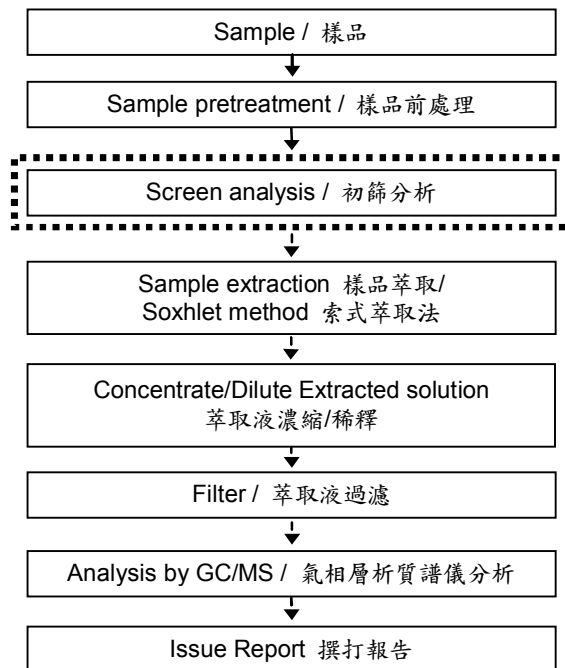 Sample / 樣品
Sample pretreatment / 樣品前處理
Screen analysis / 初篩分析
Sample extraction 樣品萃取/
Soxhlet method 索式萃取法
Concentrate/Dilute Extracted solution
萃取液濃縮/稀釋
Filter / 萃取液過濾
Analysis by GC/MS / 氣相層析質譜儀分析
Issue Report 撰打報告